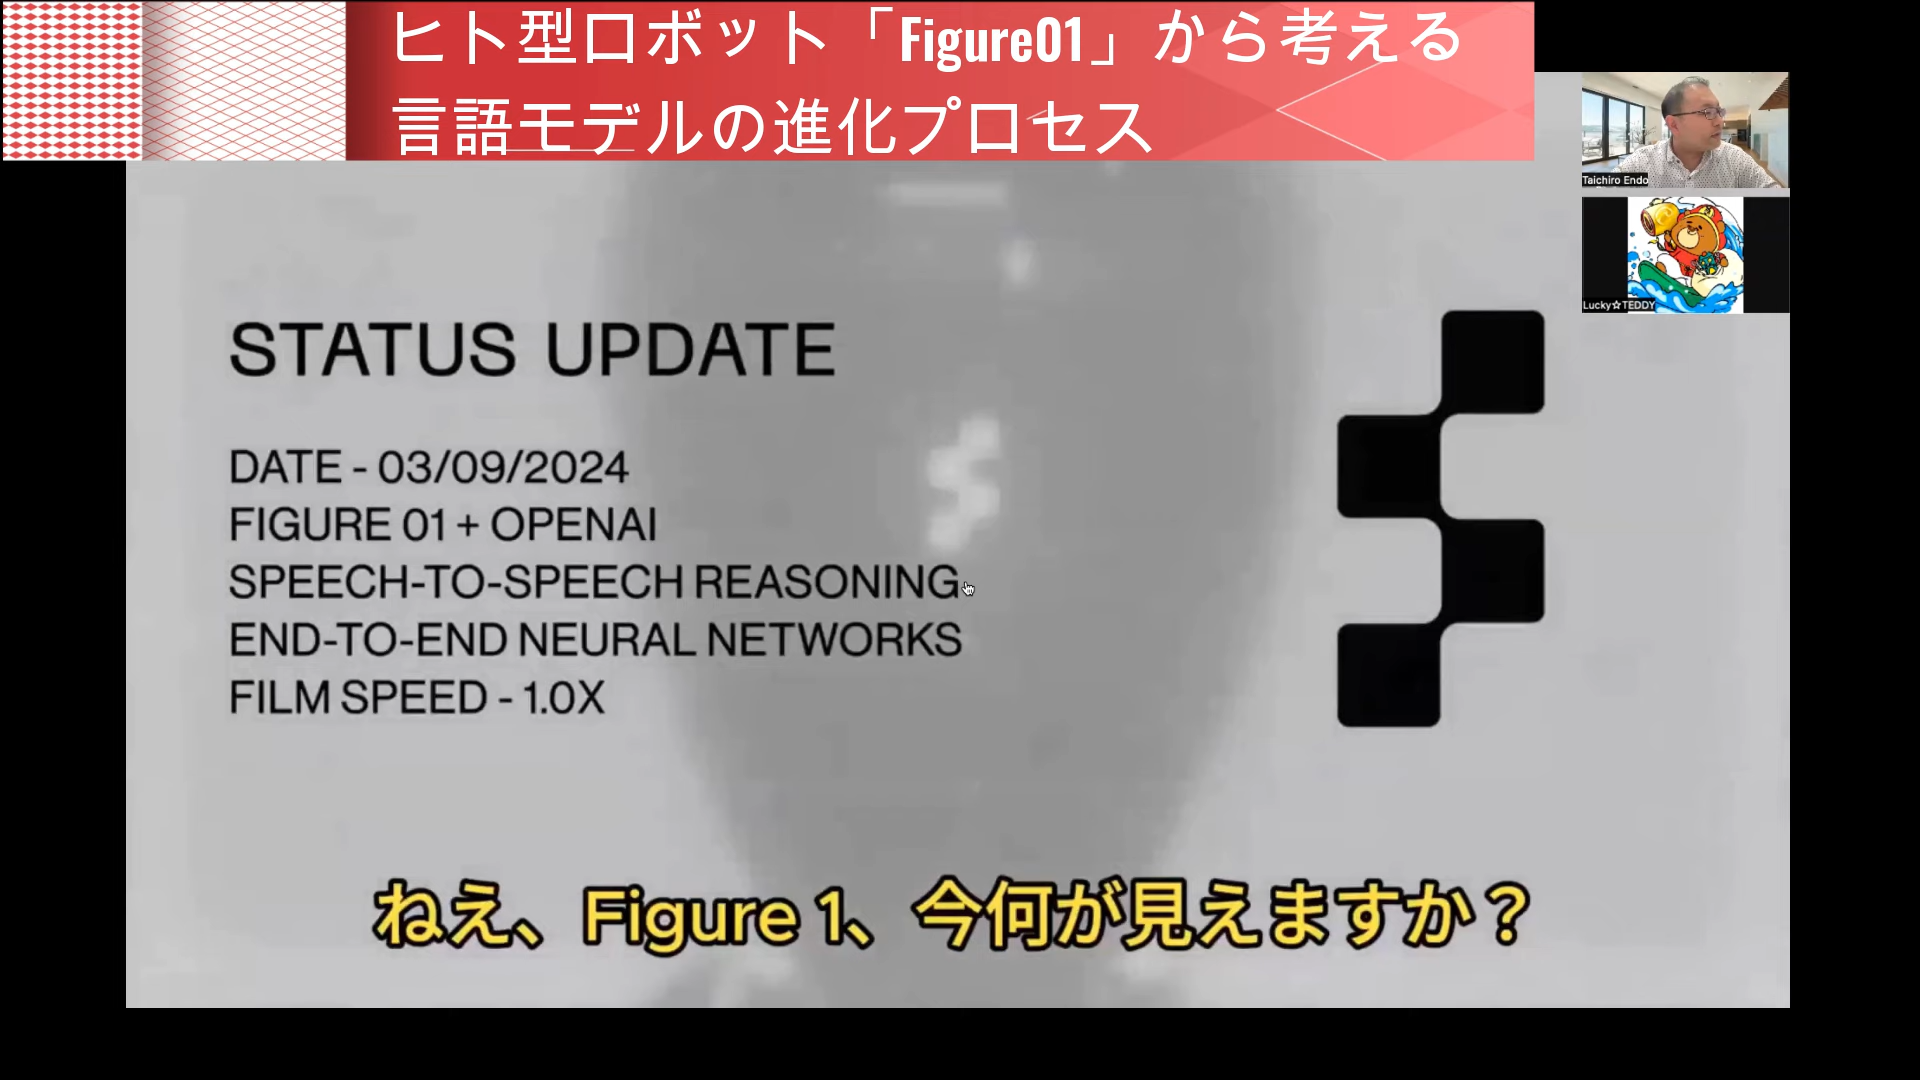 ヒト型ロボット「Figure01」から考える
言語モデルの進化プロセス
Taichiro Endo
Lucky☆TEDDY
STATUS UPDATE
DATE - 03/09/2024
FIGURE 01 + OPENAI
SPEECH-TO-SPEECH REASONING
END-TO-END NEURAL NETWORKS
FILM SPEED - 1.0X
ねえ、Figure 1、今何が見えますか？